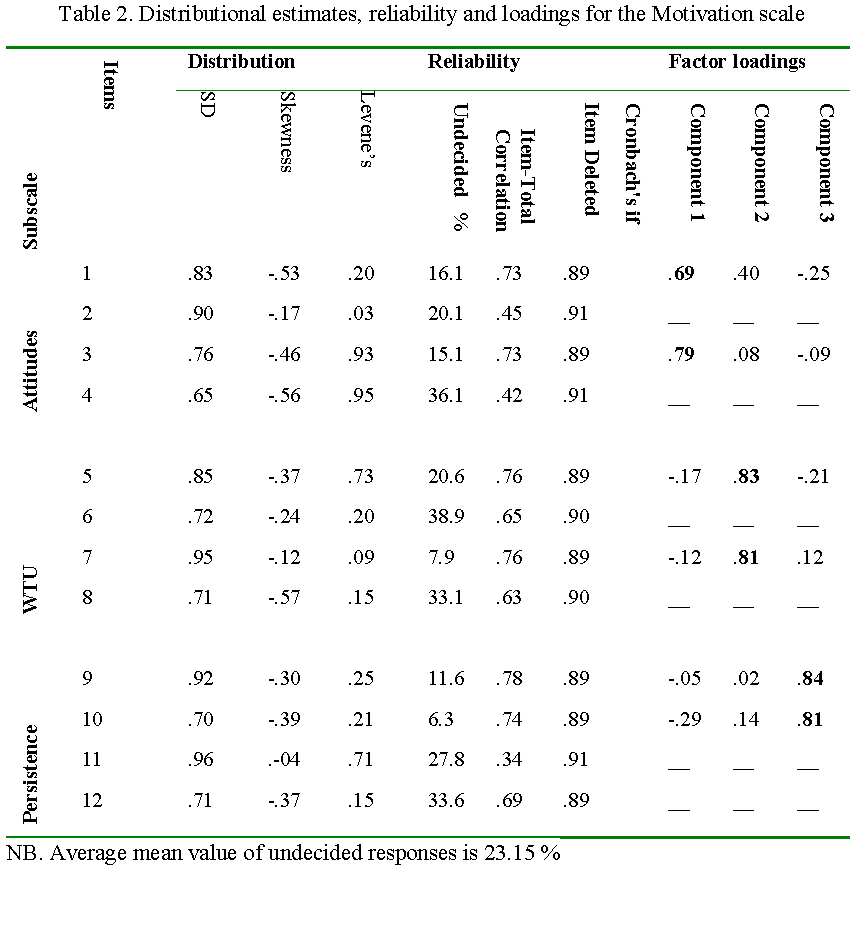 Table 2. Distributional estimates, reliability and loadings for the Motivation scale
Distribution Reliability Factor loadings
Subscale Items SD Skewness Levene’s Undecided % Item-Total Correlation Item Deleted Cronbach's if Component 1 Component 2 Component 3
Attitudes
1 .83 -.53 .20 16.1 .73 .89 .69 .40 -.25
2 .90 -.17 .03 20.1 .45 .91 __ __ __
3 .76 -.46 .93 15.1 .73 .89 .79 .08 -.09
4 .65 -.56 .95 36.1 .42 .91 __ __ __
WTU
5 .85 -.37 .73 20.6 .76 .89 -.17 .83 -.21
6 .72 -.24 .20 38.9 .65 .90 __ __ __
7 .95 -.12 .09 7.9 .76 .89 -.12 .81 .12
8 .71 -.57 .15 33.1 .63 .90 __ __ __
Persistence
9 .92 -.30 .25 11.6 .78 .89 -.05 .02 .84
10 .70 -.39 .21 6.3 .74 .89 -.29 .14 .81
11 .96 .-04 .71 27.8 .34 .91 __ __ __
12 .71 -.37 .15 33.6 .69 .89 __ __ __
NB. Average mean value of undecided responses is 23.15 %